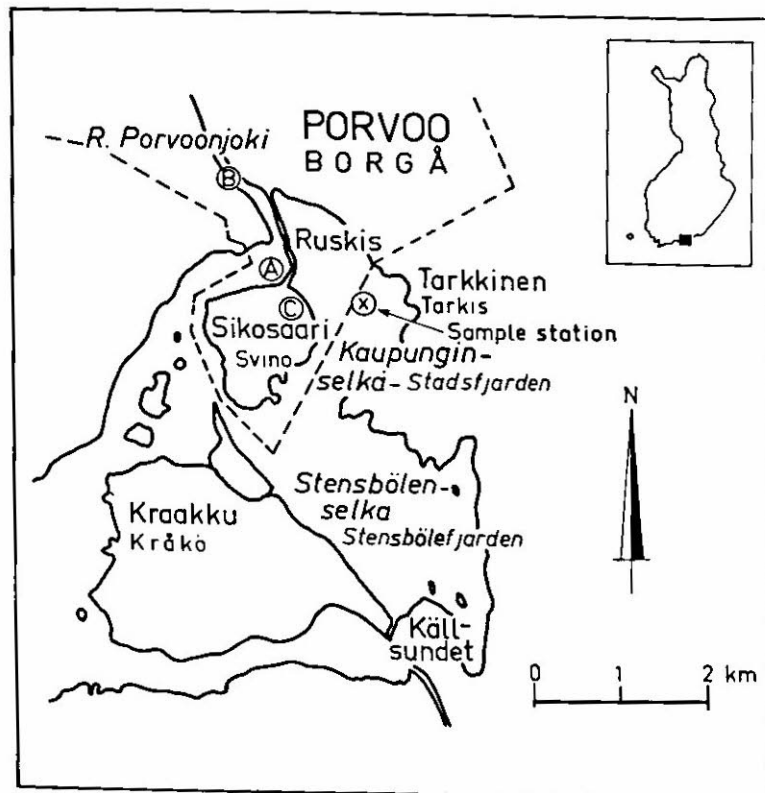 PORVOO
BORGÅ
R. Porvoonjoki
B
Ruskis
A
Tarkkinen
Tarkis
x
C
Sample station
Sikosaari
Svino
Kaupungin-
selkä- Stadsfjarden
N
Stensbölen-
selka
Stensbölefjarden
Kraakku
Kråkö
Käll-
sundet
0 1 2 km